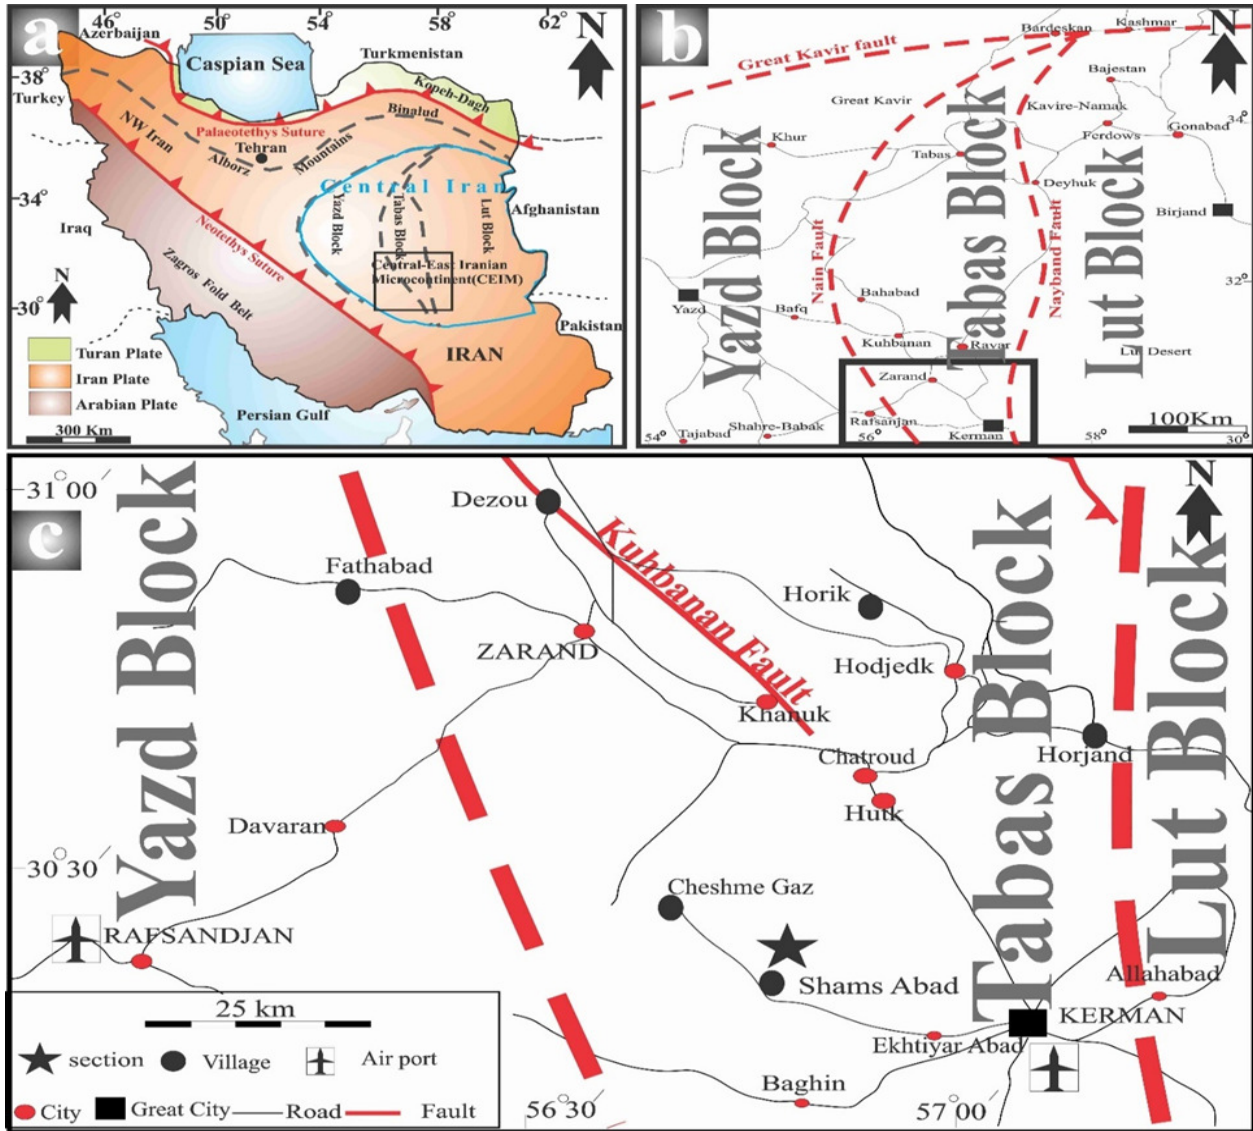 a
46°
50°
54°
58°
62°
N
Azerbaijan
Caspian Sea
Turkmenistan
38°
Turkey
Kopeh-Dagh
Binalud
NW Iran
Palaeotethys Suture
Tehran
Alborz
Mountains
34°
Central Iran
Yazd Block
Tabas Block
Lut Block
Afghanistan
Iraq
Neotethys Suture
Zagros Fold Belt
Central-East Iranian
Microcontinent(CEIM)
N
30°
Pakistan
IRAN
Turan Plate
Iran Plate
Arabian Plate
Persian Gulf
300 Km
b
N
Bardeskan
Kashmar
Great Kavir fault
Bajestan
Great Kavir
Kavire-Namak
34°
Khur
Ferdows
Gonabad
Tabas
Deyhuk
Birjand
Yazd Block
Tabas Block
Lut Block
Nain Fault
Nayband Fault
32°
Yazd
Bahabad
Bafq
Kuhbanan
Ravar
Lut Desert
Zarand
Rafsanjan
54°
Tajabad
Shahre-Babak
56°
Kerman
58°
100Km
30°
c
31°00′
N
Dezou
Kuhbanan Fault
Fathabad
Horik
ZARAND
Hodjedk
Khanuk
Horjand
Chatroud
Hutk
Yazd Block
Tabas Block
Lut Block
Davaran
30°30′
Cheshme Gaz
RAFSANDJAN
Shams Abad
Allahabad
KERMAN
Ekhtiyar Abad
Baghin
56°30′
57°00′
25 km
section
Village
Air port
City
Great City
Road
Fault